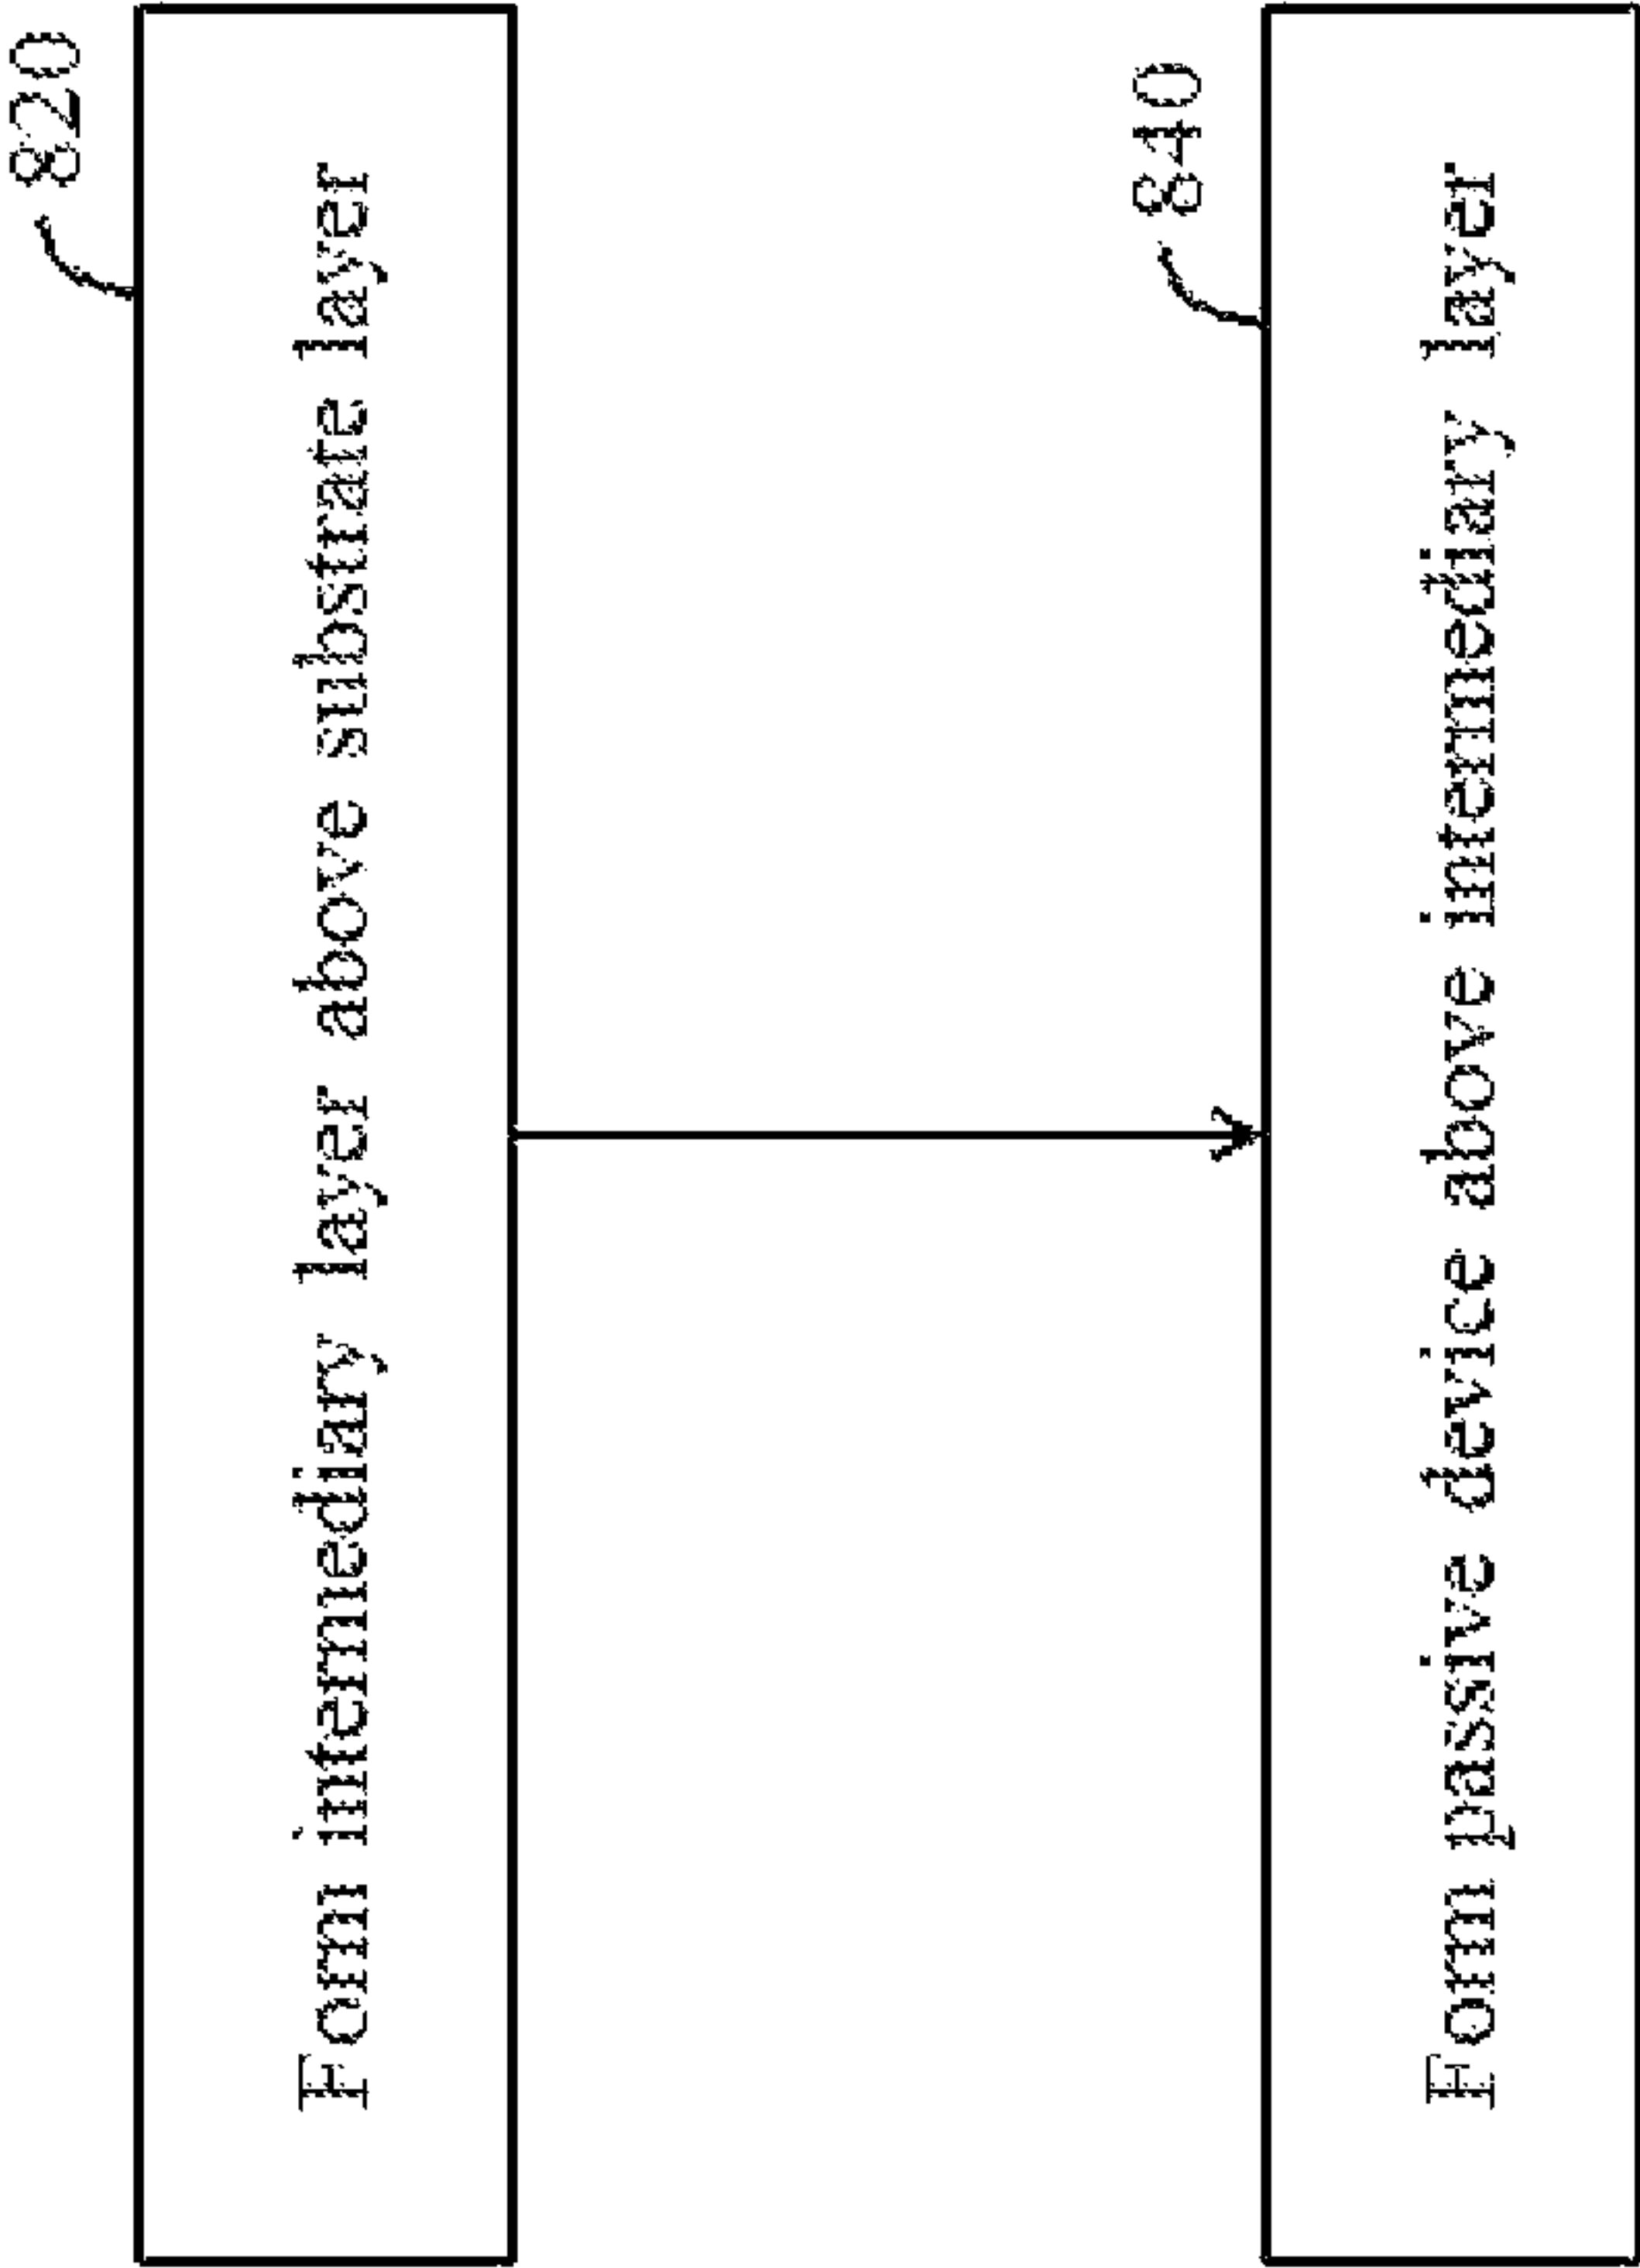 820
Form intermediary layer above substrate layer
840
Form passive device above intermediary layer